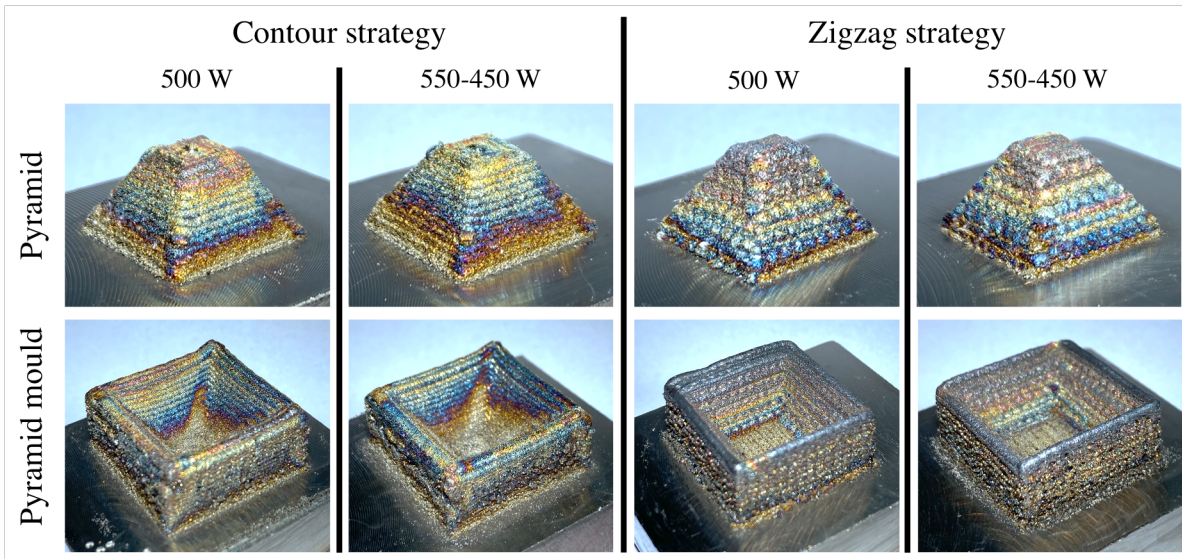 Contour strategy
Zigzag strategy
500 W
550-450 W
500 W
550-450 W
Pyramid
Pyramid mould